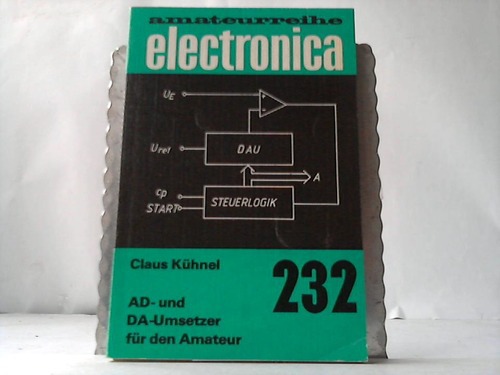 amateurreihe
electronica
UE
+
-
Uref
DAU
A
cp
START
STEUERLOGIK
Claus Kühnel
232
AD- und
DA-Umsetzer
für den Amateur